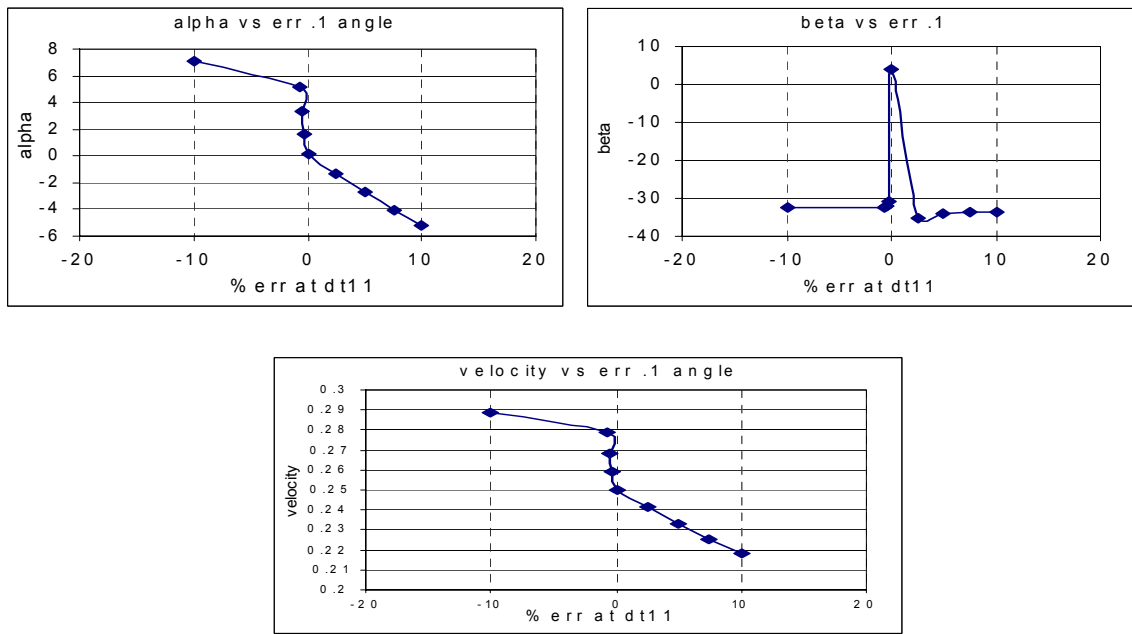 alpha vs err .1 angle
8
6
4
2
0
-2
-4
-6
alpha
-20 -10 0 10 20
% err at dt11
beta vs err .1
10
0
-10
-20
-30
-40
beta
-20 -10 0 10 20
% err at dt11
velocity vs err .1 angle
0.3
0.29
0.28
0.27
0.26
0.25
0.24
0.23
0.22
0.21
0.2
velocity
-20 -10 0 10 20
% err at dt11